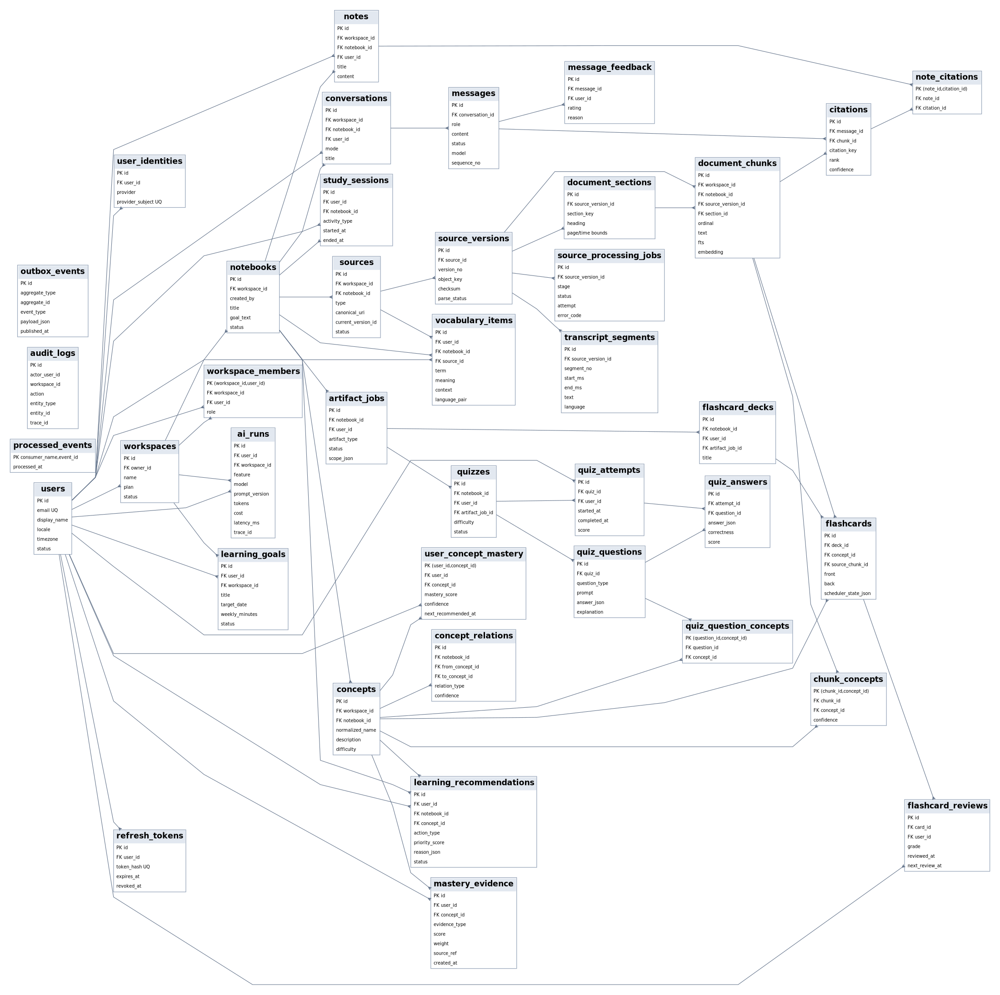 notes
PK id
FK workspace_id
FK notebook_id
FK user_id
title
content
message_feedback
PK id
FK message_id
FK user_id
rating
reason
note_citations
PK (note_id,citation_id)
FK note_id
FK citation_id
messages
PK id
FK conversation_id
role
content
status
model
sequence_no
conversations
PK id
FK workspace_id
FK notebook_id
FK user_id
mode
title
citations
PK id
FK message_id
FK chunk_id
citation_key
rank
confidence
user_identities
PK id
FK user_id
provider
provider_subject UQ
document_chunks
PK id
FK workspace_id
FK notebook_id
FK source_version_id
FK section_id
ordinal
text
fts
embedding
study_sessions
PK id
FK user_id
FK notebook_id
activity_type
started_at
ended_at
document_sections
PK id
FK source_version_id
section_key
heading
page/time bounds
source_versions
PK id
FK source_id
version_no
object_key
checksum
parse_status
source_processing_jobs
PK id
FK source_version_id
stage
status
attempt
error_code
sources
PK id
FK workspace_id
FK notebook_id
type
canonical_uri
current_version_id
status
notebooks
PK id
FK workspace_id
created_by
title
goal_text
status
outbox_events
PK id
aggregate_type
aggregate_id
event_type
payload_json
published_at
vocabulary_items
PK id
FK user_id
FK notebook_id
FK source_id
term
meaning
context
language_pair
transcript_segments
PK id
FK source_version_id
segment_no
start_ms
end_ms
text
language
audit_logs
PK id
actor_user_id
workspace_id
action
entity_type
entity_id
trace_id
workspace_members
PK (workspace_id,user_id)
FK workspace_id
FK user_id
role
artifact_jobs
PK id
FK notebook_id
FK user_id
artifact_type
status
scope_json
flashcard_decks
PK id
FK notebook_id
FK user_id
FK artifact_job_id
title
ai_runs
PK id
FK user_id
FK workspace_id
feature
model
prompt_version
tokens
cost
latency_ms
trace_id
processed_events
PK consumer_name,event_id
processed_at
workspaces
PK id
FK owner_id
name
plan
status
quizzes
PK id
FK notebook_id
FK user_id
FK artifact_job_id
difficulty
status
quiz_attempts
PK id
FK quiz_id
FK user_id
started_at
completed_at
score
quiz_answers
PK id
FK attempt_id
FK question_id
answer_json
correctness
score
users
PK id
email UQ
display_name
locale
timezone
status
flashcards
PK id
FK deck_id
FK concept_id
FK source_chunk_id
front
back
scheduler_state_json
learning_goals
PK id
FK user_id
FK workspace_id
title
target_date
weekly_minutes
status
user_concept_mastery
PK (user_id,concept_id)
FK user_id
FK concept_id
mastery_score
confidence
next_recommended_at
quiz_questions
PK id
FK quiz_id
question_type
prompt
answer_json
explanation
quiz_question_concepts
PK (question_id,concept_id)
FK question_id
FK concept_id
concept_relations
PK id
FK notebook_id
FK from_concept_id
FK to_concept_id
relation_type
confidence
chunk_concepts
PK (chunk_id,concept_id)
FK chunk_id
FK concept_id
confidence
concepts
PK id
FK workspace_id
FK notebook_id
normalized_name
description
difficulty
learning_recommendations
PK id
FK user_id
FK notebook_id
FK concept_id
action_type
priority_score
reason_json
status
flashcard_reviews
PK id
FK card_id
FK user_id
grade
reviewed_at
next_review_at
refresh_tokens
PK id
FK user_id
token_hash UQ
expires_at
revoked_at
mastery_evidence
PK id
FK user_id
FK concept_id
evidence_type
score
weight
source_ref
created_at